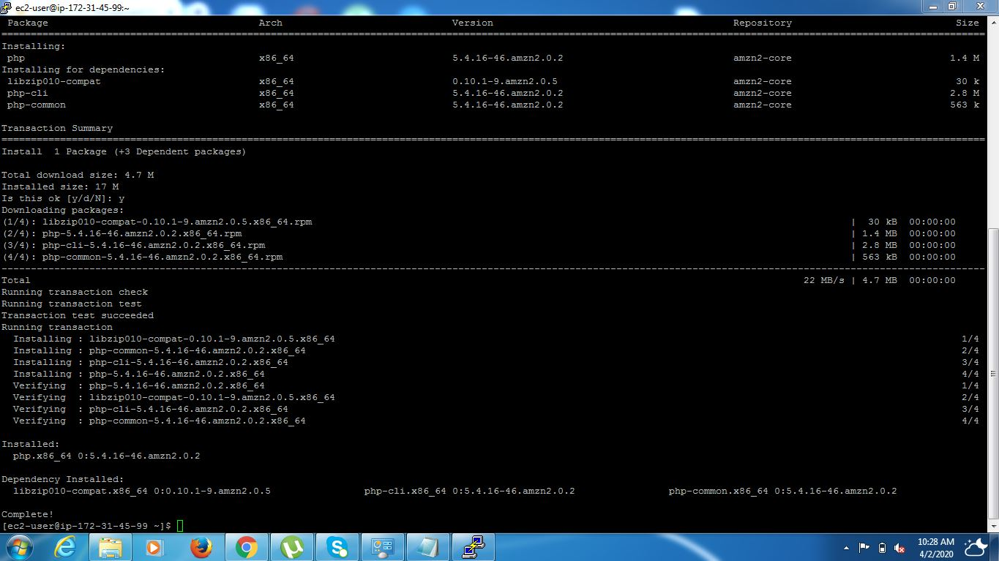 ec2-user@ip-172-31-45-99:~
Package Arch Version Repository Size
Installing:
php x86_64 5.4.16-46.amzn2.0.2 amzn2-core 1.4 M
Installing for dependencies:
libzip010-compat x86_64 0.10.1-9.amzn2.0.5 amzn2-core 30 k
php-cli x86_64 5.4.16-46.amzn2.0.2 amzn2-core 2.8 M
php-common x86_64 5.4.16-46.amzn2.0.2 amzn2-core 563 k
Transaction Summary
Install  1 Package (+3 Dependent packages)
Total download size: 4.7 M
Installed size: 17 M
Is this ok [y/d/N]: y
Downloading packages:
(1/4): libzip010-compat-0.10.1-9.amzn2.0.5.x86_64.rpm | 30 kB 00:00:00
(2/4): php-5.4.16-46.amzn2.0.2.x86_64.rpm | 1.4 MB 00:00:00
(3/4): php-cli-5.4.16-46.amzn2.0.2.x86_64.rpm | 2.8 MB 00:00:00
(4/4): php-common-5.4.16-46.amzn2.0.2.x86_64.rpm | 563 kB 00:00:00
Total 22 MB/s | 4.7 MB 00:00:00
Running transaction check
Running transaction test
Transaction test succeeded
Running transaction
Installing : libzip010-compat-0.10.1-9.amzn2.0.5.x86_64 1/4
Installing : php-common-5.4.16-46.amzn2.0.2.x86_64 2/4
Installing : php-cli-5.4.16-46.amzn2.0.2.x86_64 3/4
Installing : php-5.4.16-46.amzn2.0.2.x86_64 4/4
Verifying : php-5.4.16-46.amzn2.0.2.x86_64 1/4
Verifying : libzip010-compat-0.10.1-9.amzn2.0.5.x86_64 2/4
Verifying : php-cli-5.4.16-46.amzn2.0.2.x86_64 3/4
Verifying : php-common-5.4.16-46.amzn2.0.2.x86_64 4/4
Installed:
php.x86_64 0:5.4.16-46.amzn2.0.2
Dependency Installed:
libzip010-compat.x86_64 0:0.10.1-9.amzn2.0.5 php-cli.x86_64 0:5.4.16-46.amzn2.0.2 php-common.x86_64 0:5.4.16-46.amzn2.0.2
Complete!
[ec2-user@ip-172-31-45-99 ~]$
10:28 AM
4/2/2020